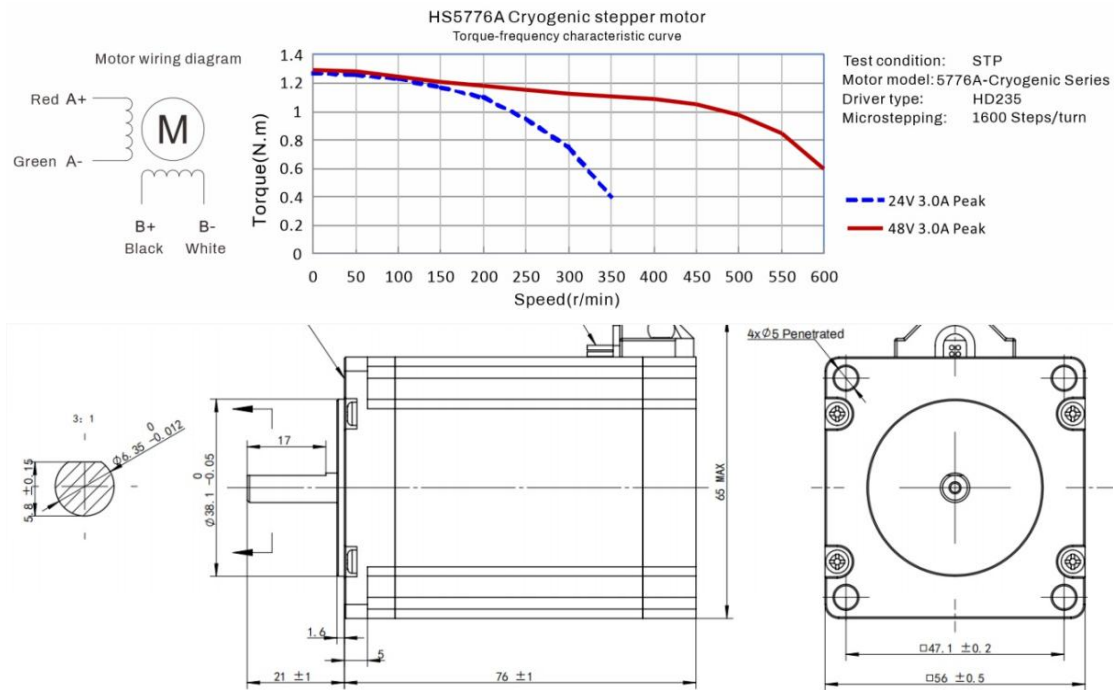 HS5776A Cryogenic stepper motor
Torque-frequency characteristic curve
Motor wiring diagram
Red A+
Green A-
M
B+
B-
Black
White
Torque(N.m)
1.4
1.2
1
0.8
0.6
0.4
0.2
0
0 50 100 150 200 250 300 350 400 450 500 550 600
Speed(r/min)
Test condition: STP
Motor model: 5776A-Cryogenic Series
Driver type: HD235
Microstepping: 1600 Steps/turn
24V 3.0A Peak
48V 3.0A Peak
3: 1
Ø6.35 0 -0.012
5.8 ±0.15
17
Ø38.1 0 -0.05
1.6
5
21 ±1
76 ±1
65 MAX
4xØ5 Penetrated
□47.1 ±0.2
□56 ±0.5